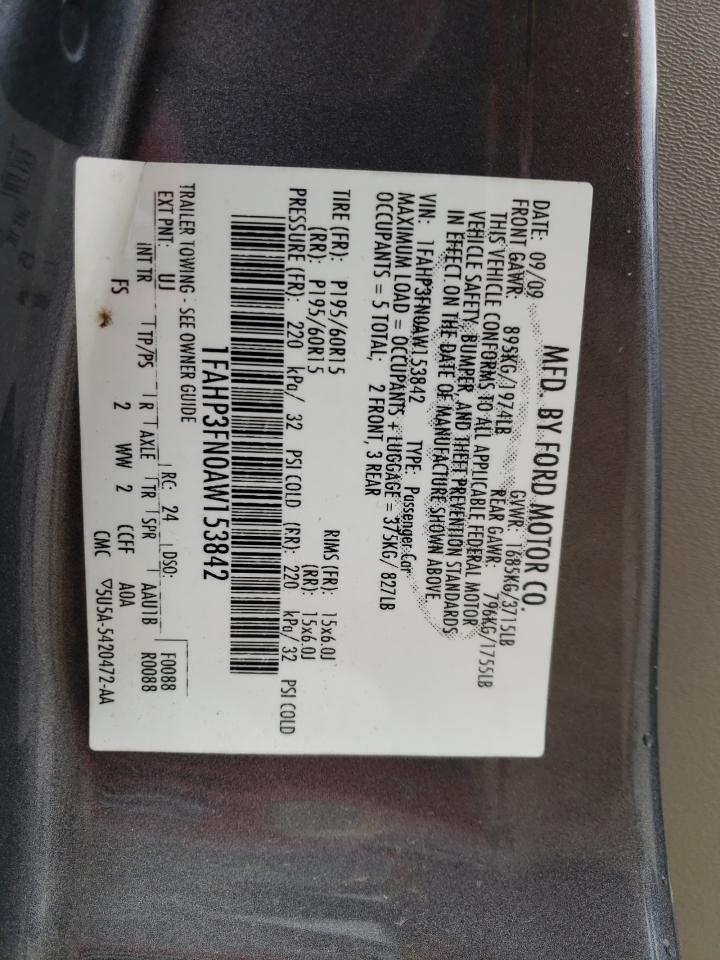 MFD. BY FORD MOTOR CO.
DATE: 09/09 GVWR: 1685KG/3715LB
FRONT GAWR: 895KG/1974LB REAR GAWR: 796KG/1755LB
THIS VEHICLE CONFORMS TO ALL APPLICABLE FEDERAL MOTOR
VEHICLE SAFETY, BUMPER, AND THEFT PREVENTION STANDARDS
IN EFFECT ON THE DATE OF MANUFACTURE SHOWN ABOVE
VIN: 1FAHP3FN0AW153842 TYPE: Passenger Car
MAXIMUM LOAD = OCCUPANTS + LUGGAGE = 375KG/ 827LB
OCCUPANTS = 5 TOTAL; 2 FRONT, 3 REAR
TIRE (FR): P195/60R15 RIMS (FR): 15x6.0J
(RR): P195/60R15 (RR): 15x6.0J
PRESSURE (FR): 220 kPa/ 32 PSI COLD (RR): 220 kPa/ 32 PSI COLD
1FAHP3FN0AW153842
TRAILER TOWING - SEE OWNER GUIDE
EXT PNT: UJ RC: 24 DSO: F0088
INT TR TP/PS R AXLE TR SPR AAU1B R0088
FS 2 WW 2 CCFF A0A
CMC ▽5U5A-5420472-AA